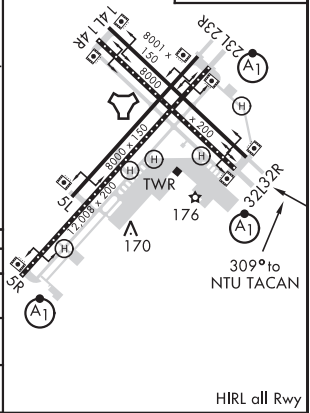 14L
14R
23L
23R
8001 x 150
8000 x 200
A1
H
8000 x 150
H
H
H
5L
12,008 x 200
TWR
32L
32R
176
170
A1
H
309° to
NTU TACAN
5R
A1
HIRL all Rwy